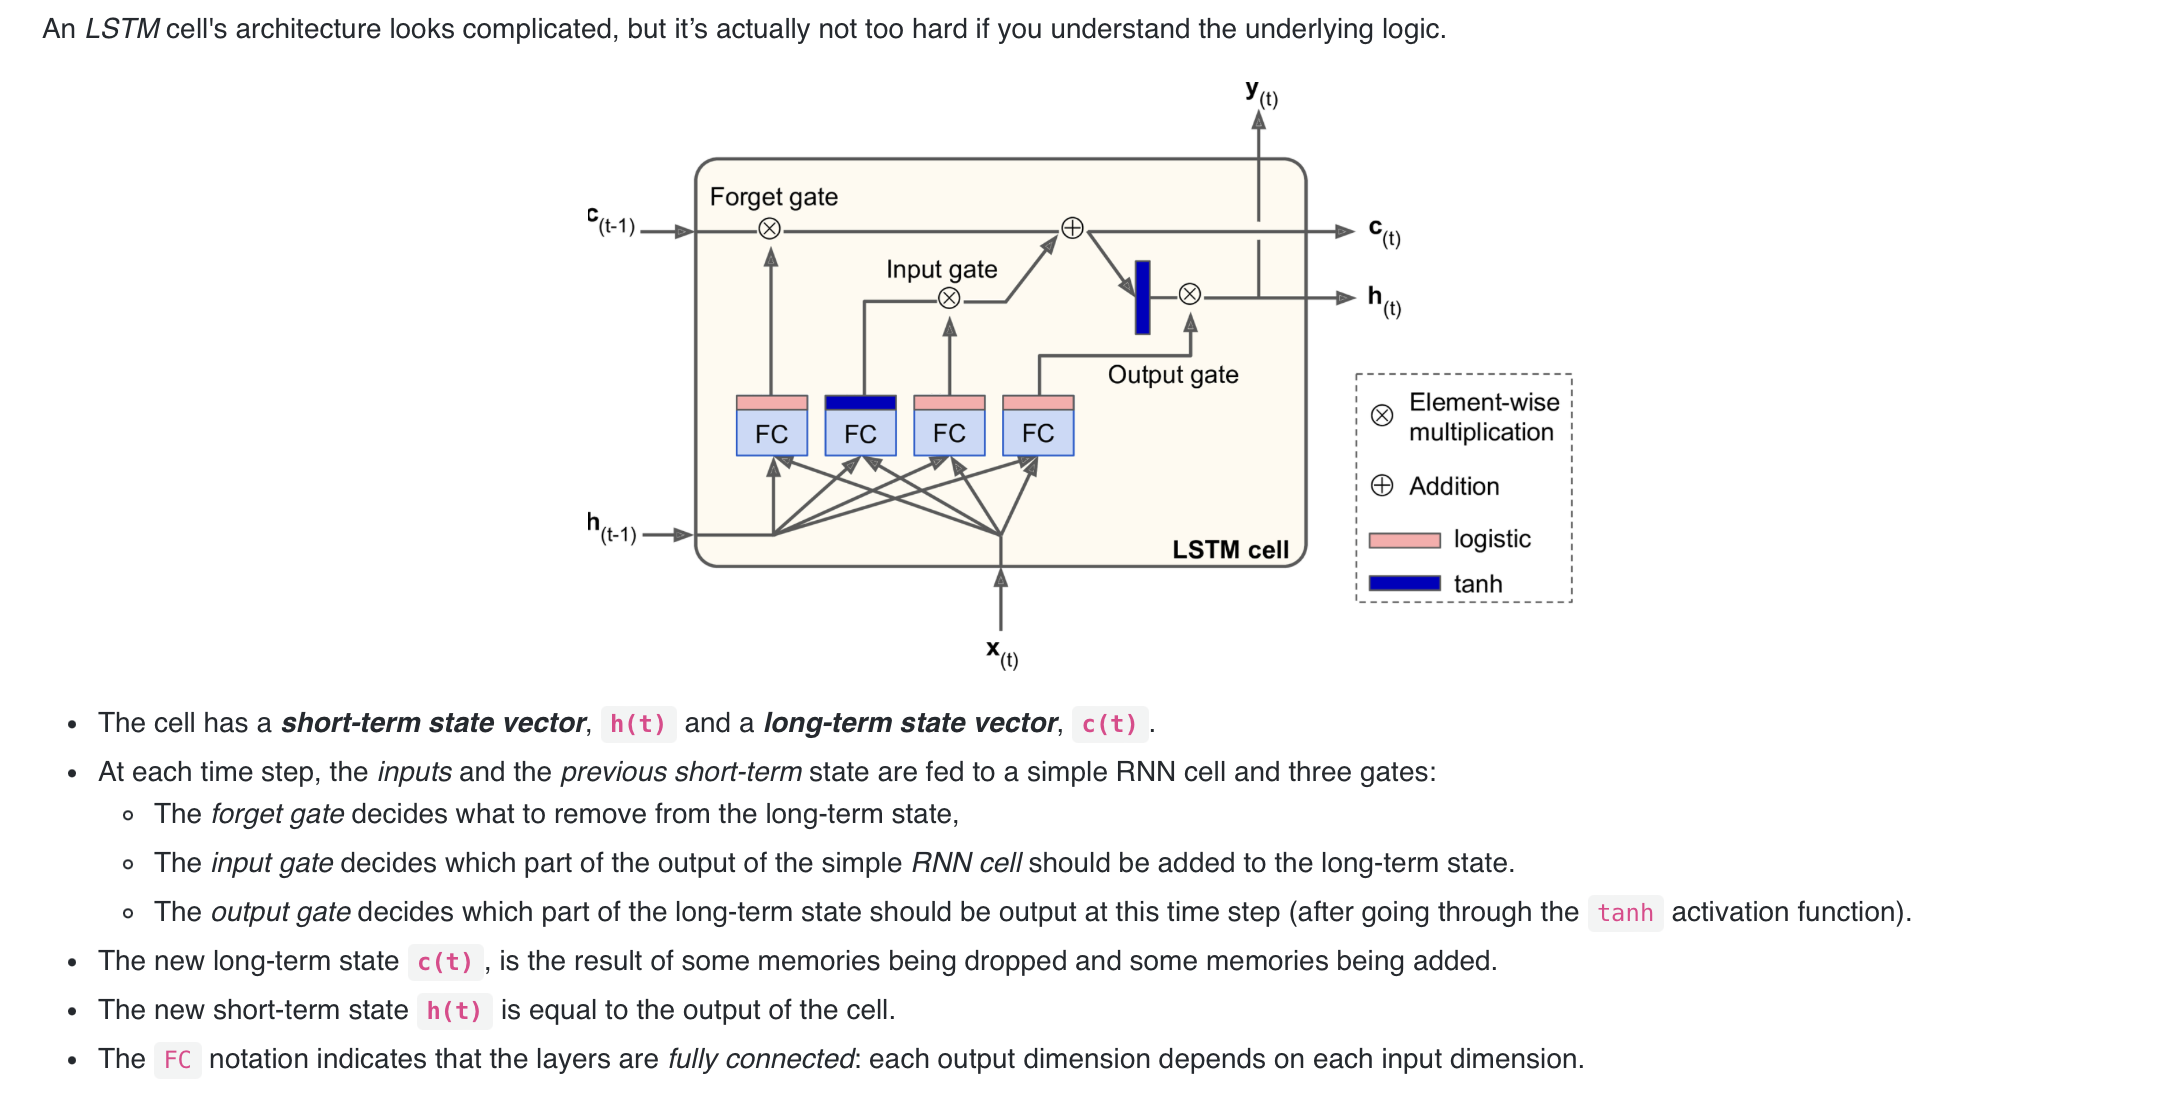 An LSTM cell's architecture looks complicated, but it’s actually not too hard if you understand the underlying logic.
y(t)
Forget gate
c(t-1)
c(t)
Input gate
h(t)
Output gate
FC FC FC FC
h(t-1)
LSTM cell
x(t)
Element-wise
multiplication
Addition
logistic
tanh
The cell has a short-term state vector, h(t) and a long-term state vector, c(t).
At each time step, the inputs and the previous short-term state are fed to a simple RNN cell and three gates:
The forget gate decides what to remove from the long-term state,
The input gate decides which part of the output of the simple RNN cell should be added to the long-term state.
The output gate decides which part of the long-term state should be output at this time step (after going through the tanh activation function).
The new long-term state c(t), is the result of some memories being dropped and some memories being added.
The new short-term state h(t) is equal to the output of the cell.
The FC notation indicates that the layers are fully connected: each output dimension depends on each input dimension.